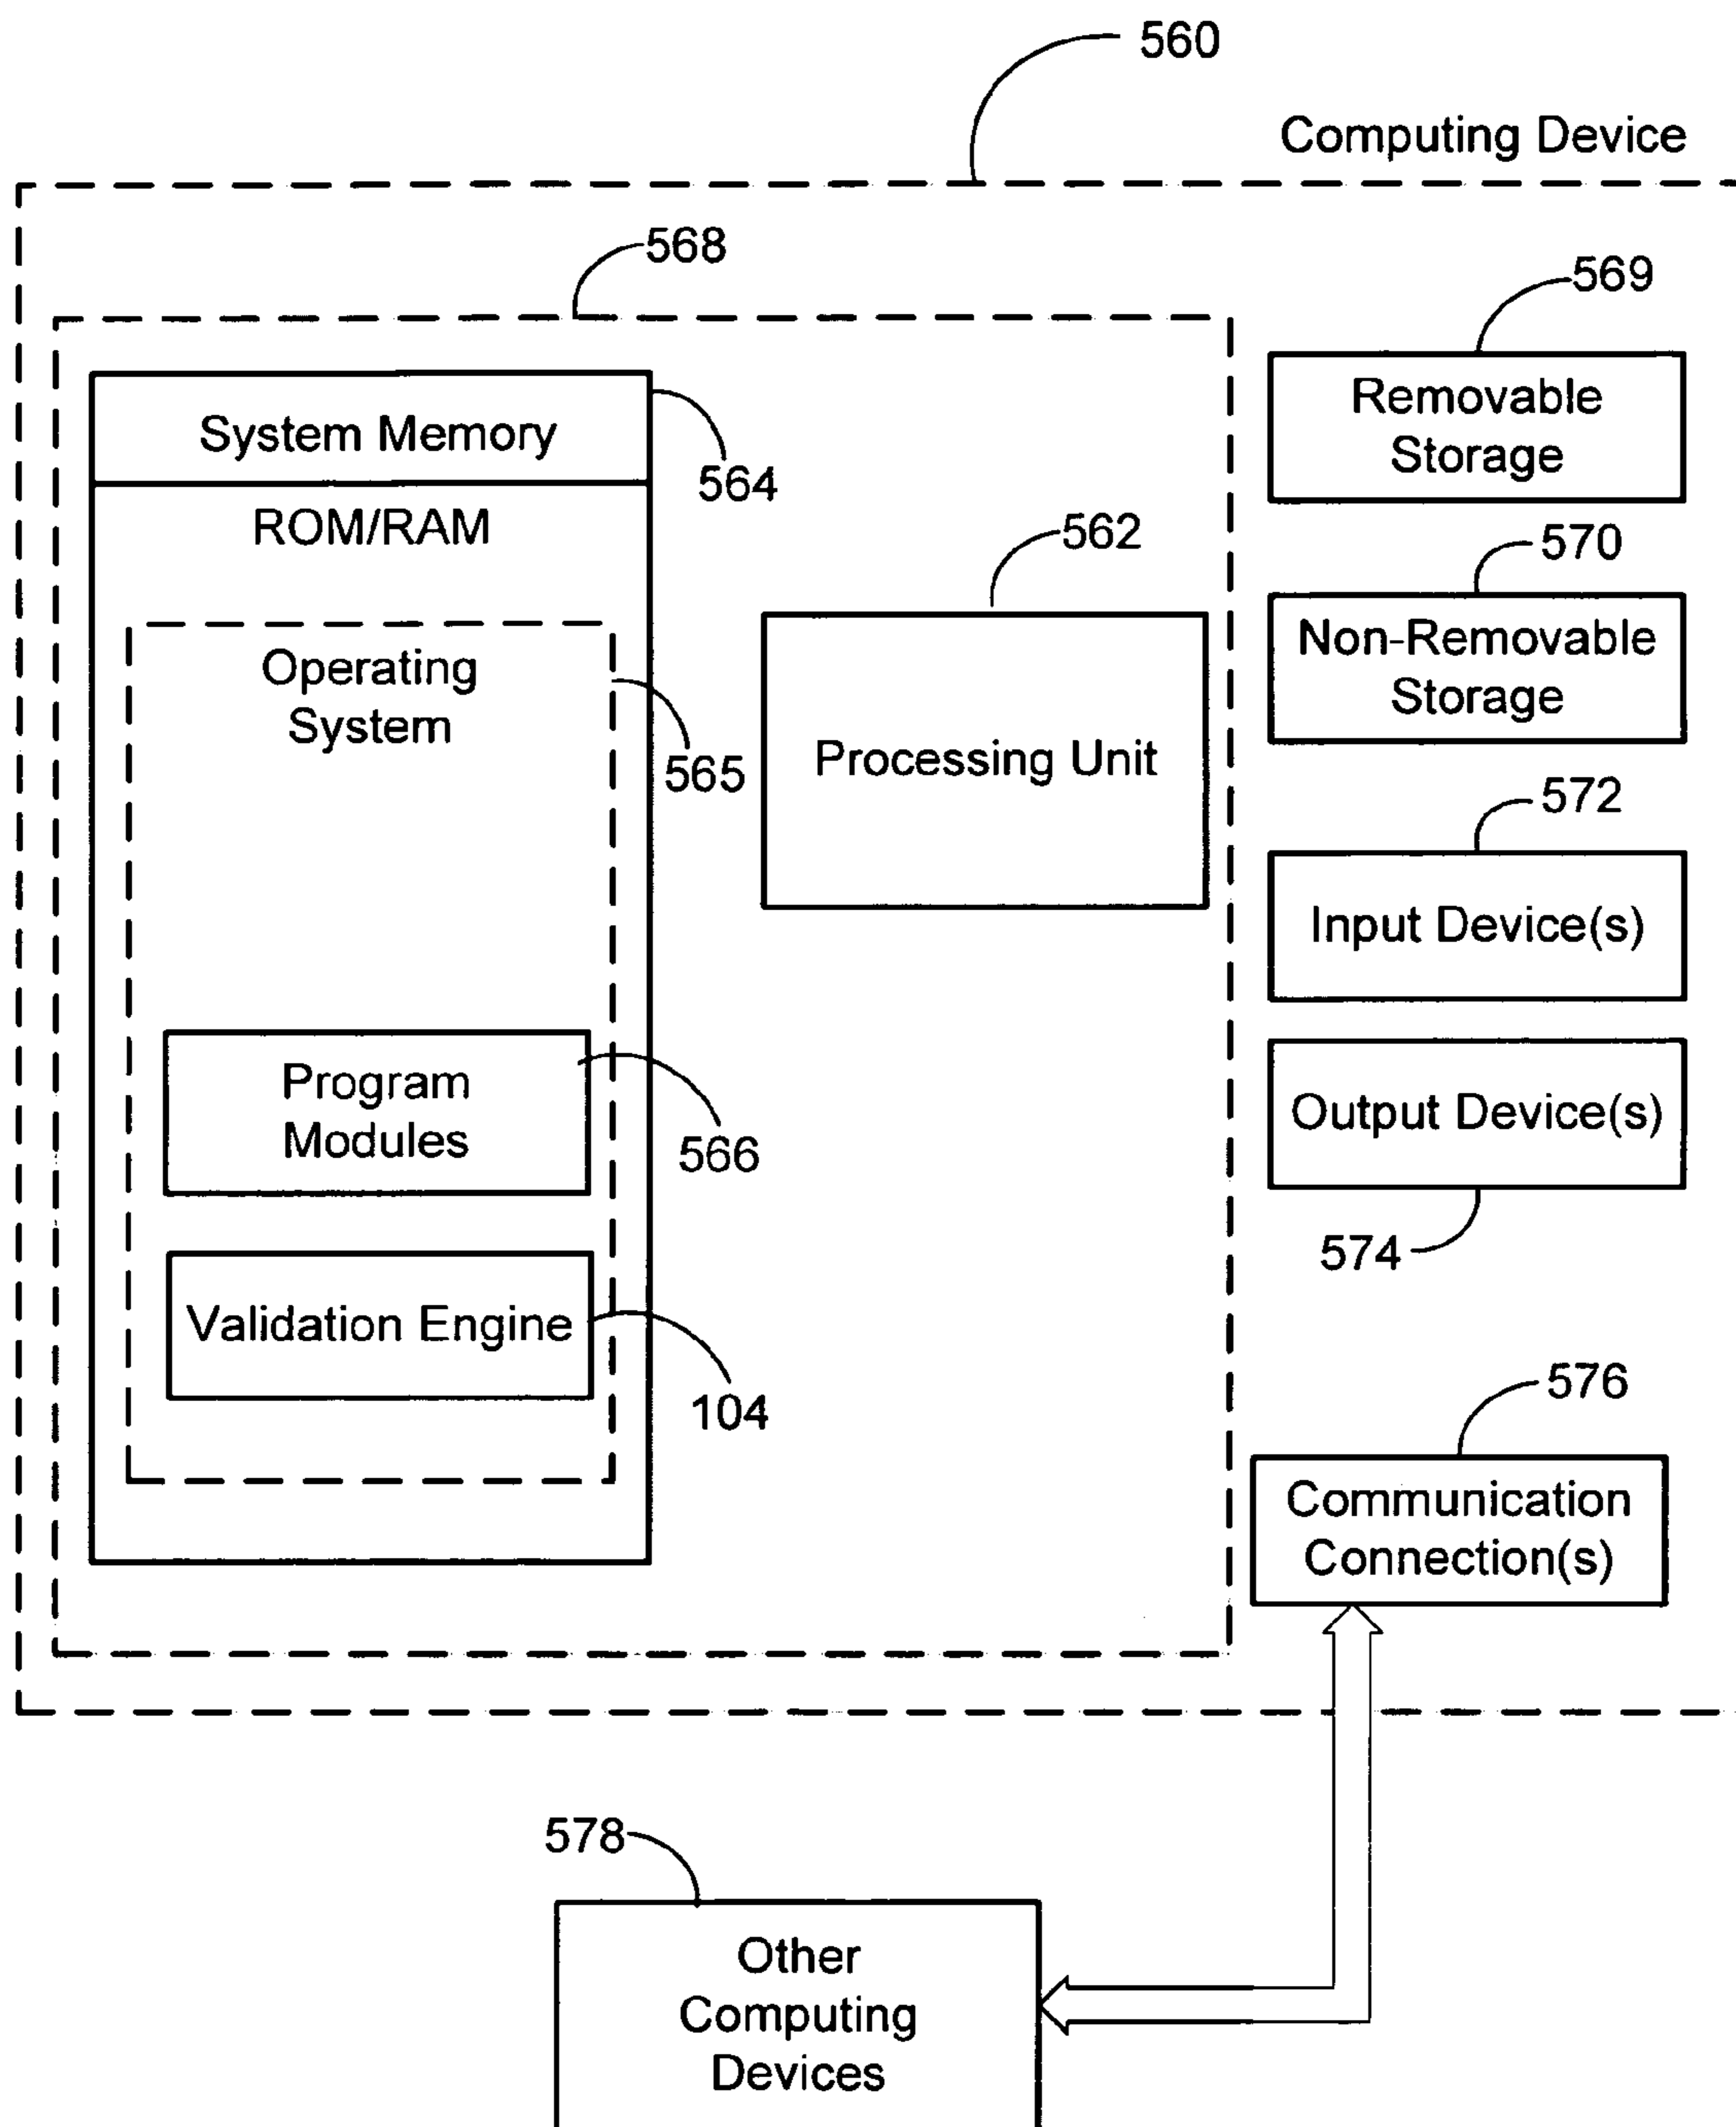 560
Computing Device
568
569
System Memory
564
Removable
Storage
ROM/RAM
562
570
Operating
System
565
Processing Unit
Non-Removable
Storage
572
Input Device(s)
Program
Modules
566
Output Device(s)
574
Validation Engine
104
576
Communication
Connection(s)
578
Other
Computing
Devices